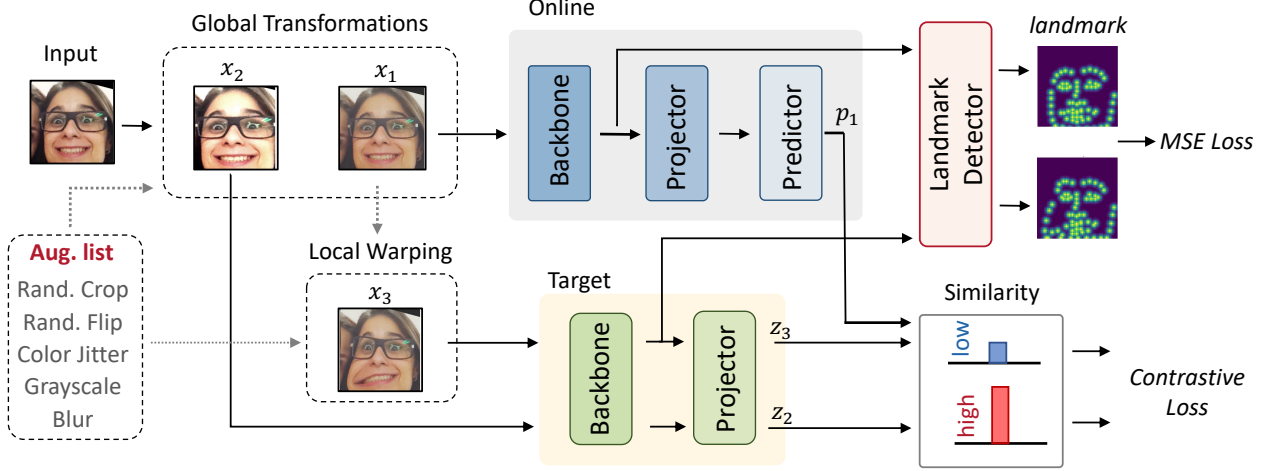 Online
Global Transformations
landmark
Input
x₂
x₁
Backbone
Projector
Predictor
p₁
Landmark
Detector
MSE Loss
Aug. list
Rand. Crop
Rand. Flip
Color Jitter
Grayscale
Blur
Local Warping
x₃
Target
Backbone
Projector
z₃
z₂
Similarity
low
high
Contrastive
Loss